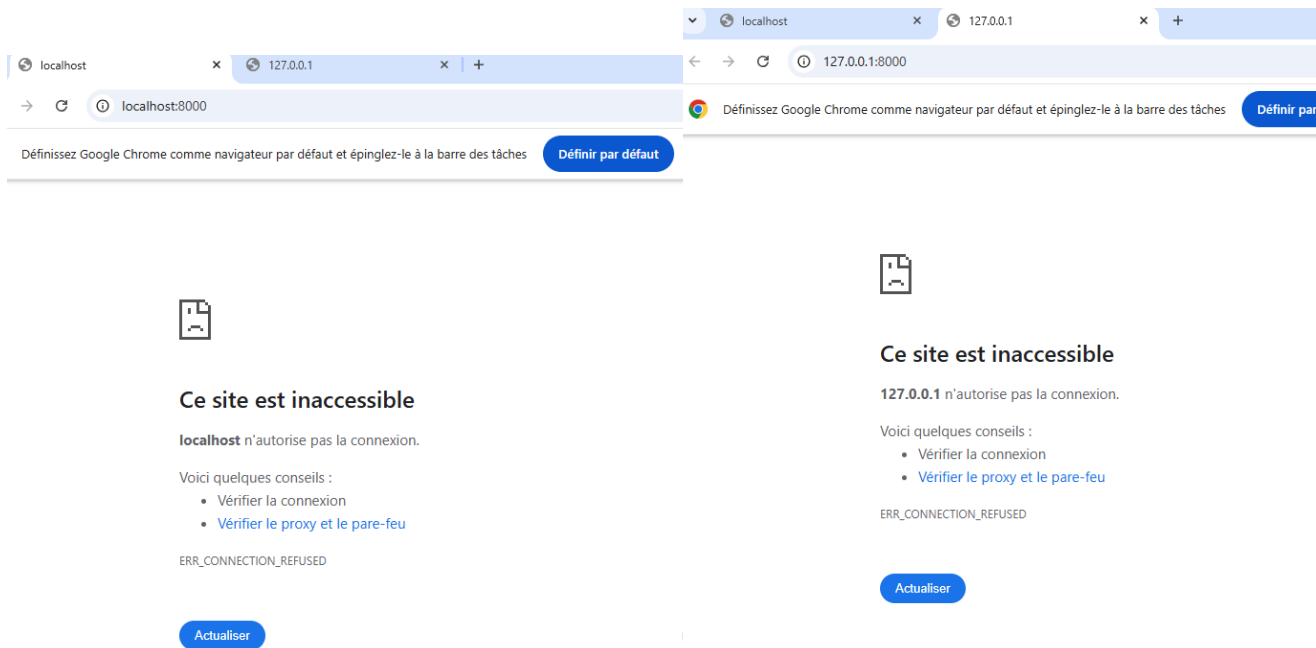 localhost
127.0.0.1
localhost:8000
Définissez Google Chrome comme navigateur par défaut et épinglez-le à la barre des tâches
Définir par défaut
Ce site est inaccessible
localhost n'autorise pas la connexion.
Voici quelques conseils :
Vérifier la connexion
Vérifier le proxy et le pare-feu
ERR_CONNECTION_REFUSED
Actualiser
localhost
127.0.0.1
127.0.0.1:8000
Définissez Google Chrome comme navigateur par défaut et épinglez-le à la barre des tâches
Définir par
Ce site est inaccessible
127.0.0.1 n'autorise pas la connexion.
Voici quelques conseils :
Vérifier la connexion
Vérifier le proxy et le pare-feu
ERR_CONNECTION_REFUSED
Actualiser